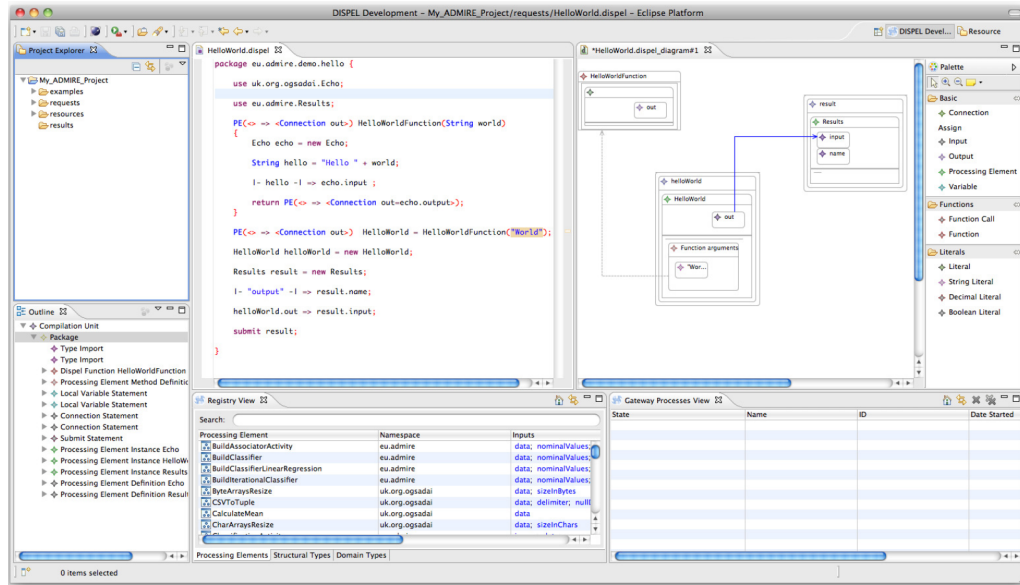 DISPEL Development - My_ADMIRE_Project/requests/HelloWorld.dispel - Eclipse Platform
DISPEL Devel...
Resource
Project Explorer
My_ADMIRE_Project
examples
requests
resources
results
HelloWorld.dispel
package eu.admire.demo.hello {
use uk.org.ogsadai.Echo;
use eu.admire.Results;
PE(<> => <Connection out>) HelloWorldFunction(String world)
{
Echo echo = new Echo;
String hello = "Hello " + world;
|- hello -| => echo.input ;
return PE(<> => <Connection out=echo.output>);
}
PE(<> => <Connection out>) HelloWorld = HelloWorldFunction("World");
HelloWorld helloWorld = new HelloWorld;
Results result = new Results;
|- "output" -| => result.name;
helloWorld.out => result.input;
submit result;
}
*HelloWorld.dispel_diagram#1
HelloWorldFunction
out
result
Results
input
name
helloWorld
HelloWorld
out
Function arguments
"Wor...
Palette
Basic
Connection
Assign
Input
Output
Processing Element
Variable
Functions
Function Call
Function
Literals
Literal
String Literal
Decimal Literal
Boolean Literal
Outline
Compilation Unit
Package
Type Import
Type Import
Dispel Function HelloWorldFunction
Processing Element Method Definitic
Local Variable Statement
Local Variable Statement
Connection Statement
Connection Statement
Submit Statement
Processing Element Instance Echo
Processing Element Instance HelloW
Processing Element Instance Results
Processing Element Definition Echo
Processing Element Definition Result
Registry View
Search:
Processing Element Namespace Inputs
BuildAssociatorActivity eu.admire data; nominalValues;
BuildClassifier eu.admire data; nominalValues;
BuildClassifierLinearRegression eu.admire data; nominalValues;
BuildIterationalClassifier eu.admire data; nominalValues;
ByteArraysResize uk.org.ogsadai data; sizeInBytes
CSVToTuple uk.org.ogsadai data; delimiter; null
CalculateMean uk.org.ogsadai data
CharArraysResize uk.org.ogsadai data; sizeInChars
Processing Elements Structural Types Domain Types
Gateway Processes View
State Name ID Date Started
0 items selected